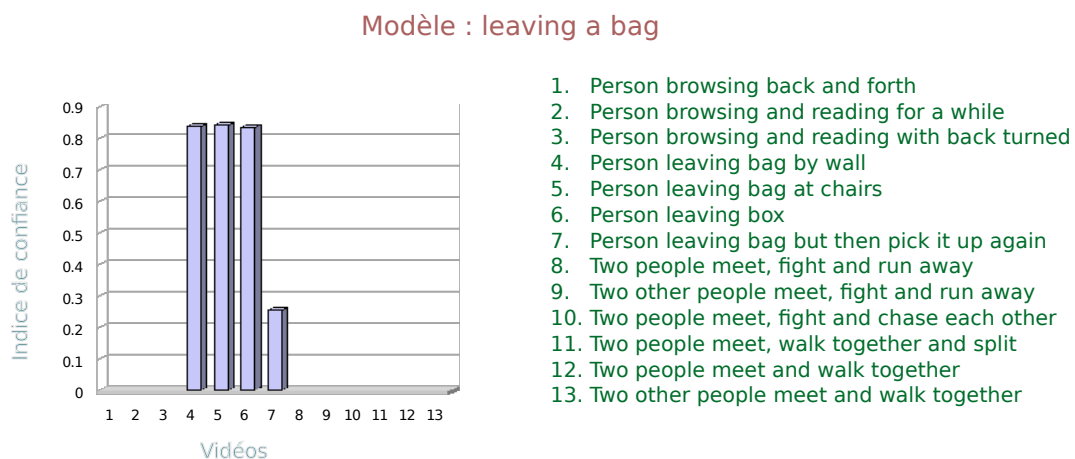 Modèle : leaving a bag
0.9
0.8
0.7
0.6
0.5
0.4
0.3
0.2
0.1
0
Indice de confiance
1 2 3 4 5 6 7 8 9 10 11 12 13
Vidéos
1. Person browsing back and forth
2. Person browsing and reading for a while
3. Person browsing and reading with back turned
4. Person leaving bag by wall
5. Person leaving bag at chairs
6. Person leaving box
7. Person leaving bag but then pick it up again
8. Two people meet, fight and run away
9. Two other people meet, fight and run away
10. Two people meet, fight and chase each other
11. Two people meet, walk together and split
12. Two people meet and walk together
13. Two other people meet and walk together